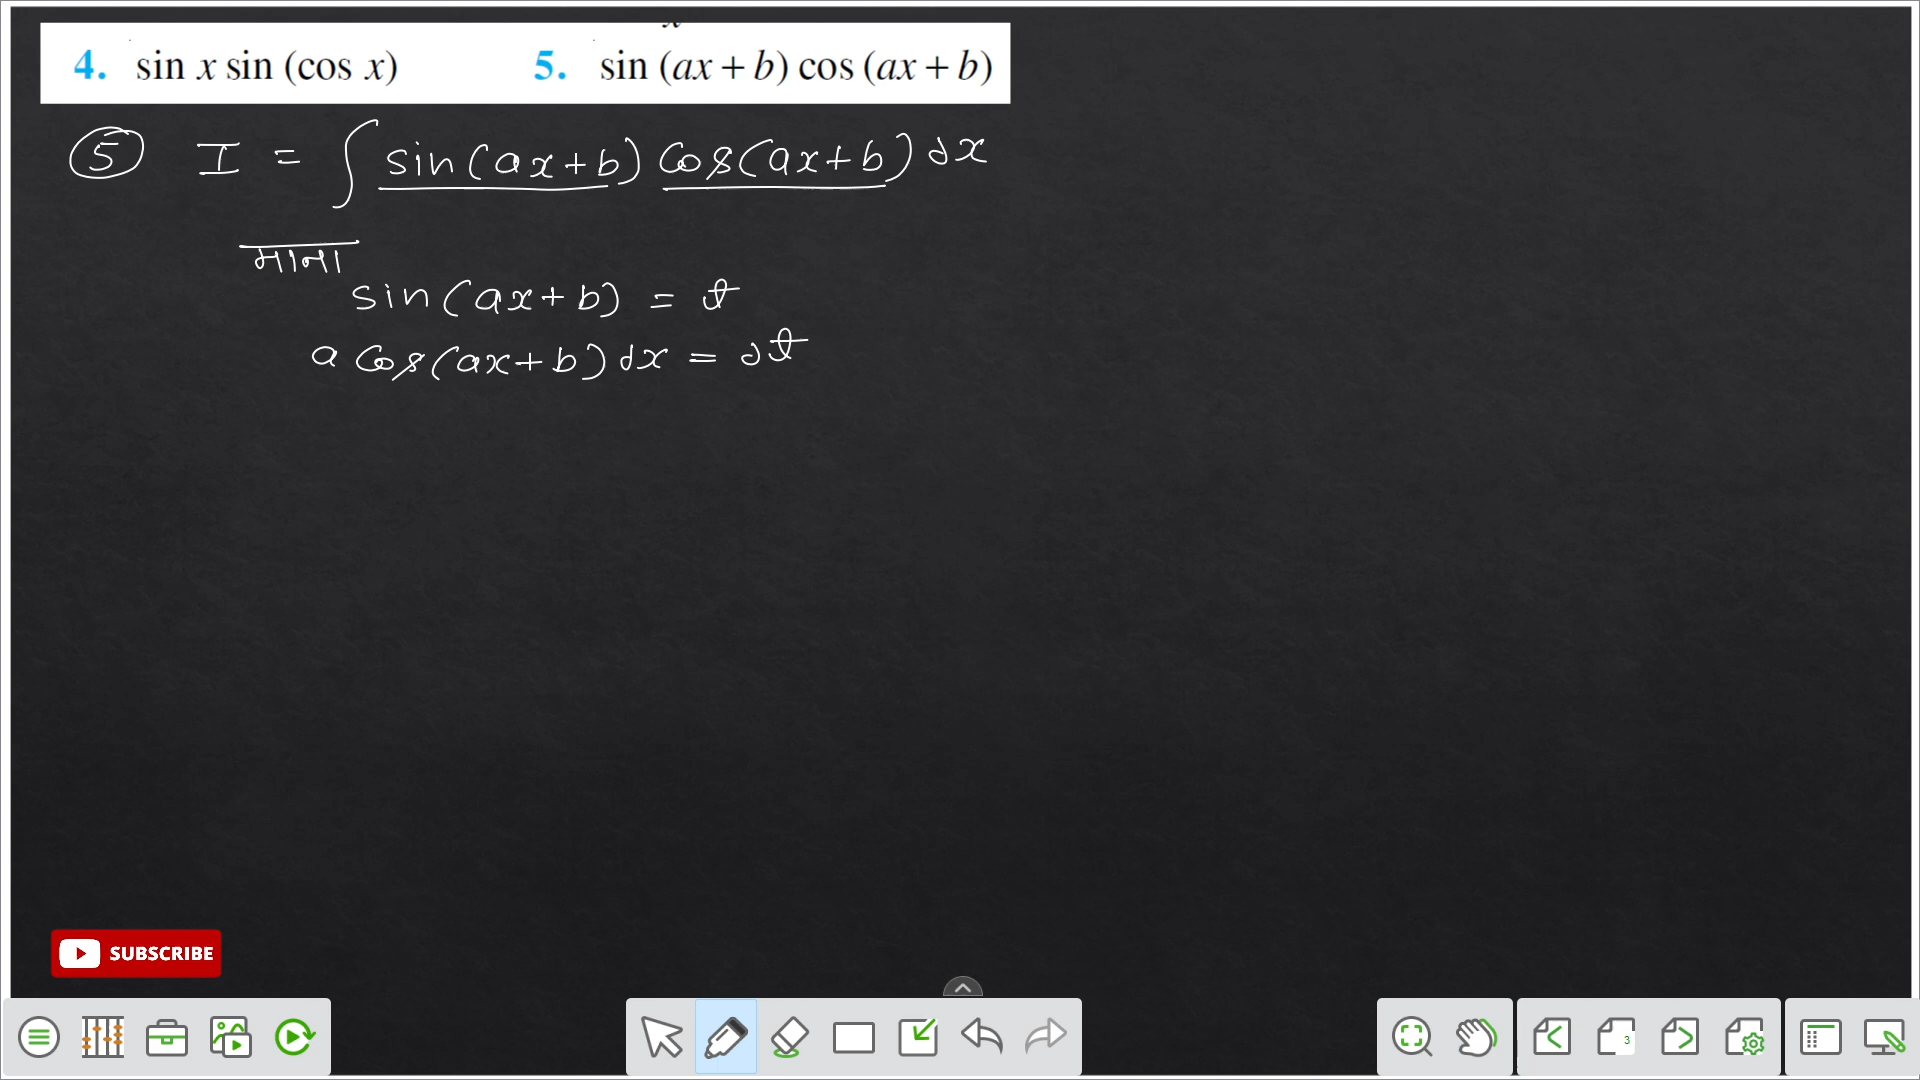 4. sin x sin (cos x) 5. sin (ax + b) cos (ax + b)
5 I = ∫ sin(ax+b) cos(ax+b) dx
माना
sin(ax+b) = t
a cos(ax+b) dx = dt
SUBSCRIBE
3